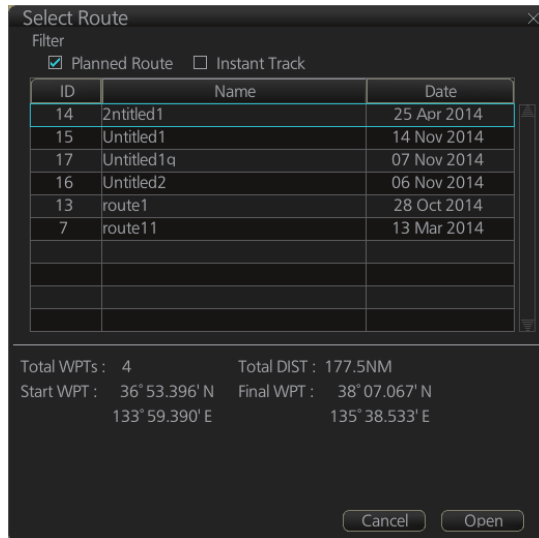 Select Route
Filter
Planned Route Instant Track
ID Name Date
14 2ntitled1 25 Apr 2014
15 Untitled1 14 Nov 2014
17 Untitled1q 07 Nov 2014
16 Untitled2 06 Nov 2014
13 route1 28 Oct 2014
7 route11 13 Mar 2014
Total WPTs : 4 Total DIST : 177.5NM
Start WPT : 36°53.396' N Final WPT : 38°07.067' N
133°59.390' E 135°38.533' E
Cancel Open